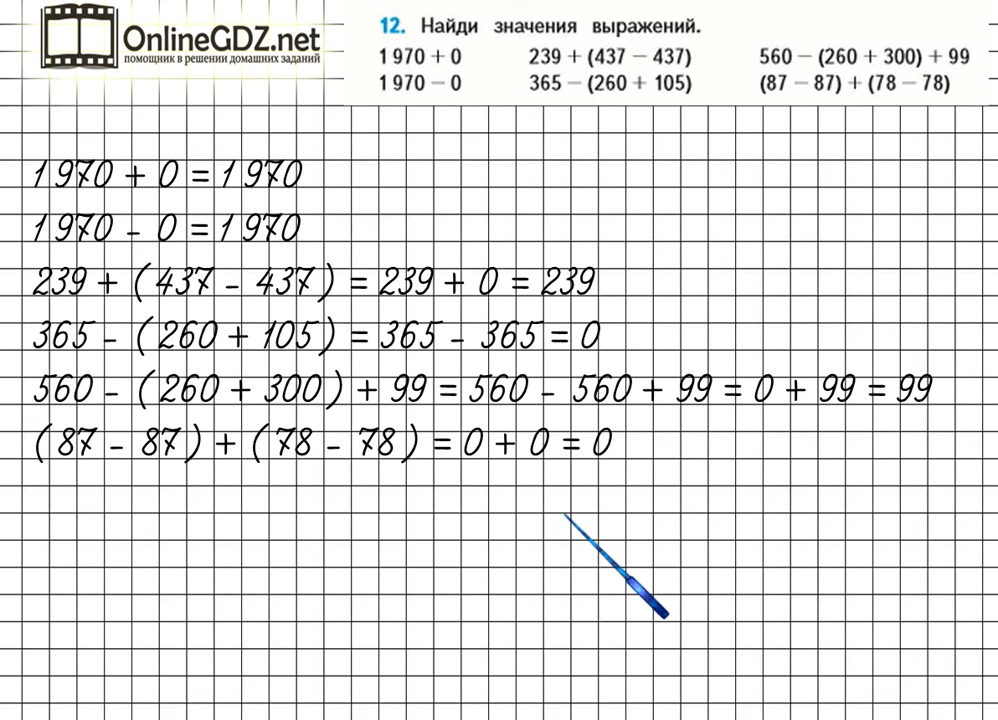 OnlineGDZ.net
помощник в решении домашних заданий
12. Найди значения выражений.
1 970 + 0 239 + (437 − 437) 560 − (260 + 300) + 99
1 970 − 0 365 − (260 + 105) (87 − 87) + (78 − 78)
1 970 + 0 = 1 970
1 970 - 0 = 1 970
239 + ( 437 - 437 ) = 239 + 0 = 239
365 - ( 260 + 105 ) = 365 - 365 = 0
560 - ( 260 + 300 ) + 99 = 560 - 560 + 99 = 0 + 99 = 99
( 87 - 87 ) + ( 78 - 78 ) = 0 + 0 = 0